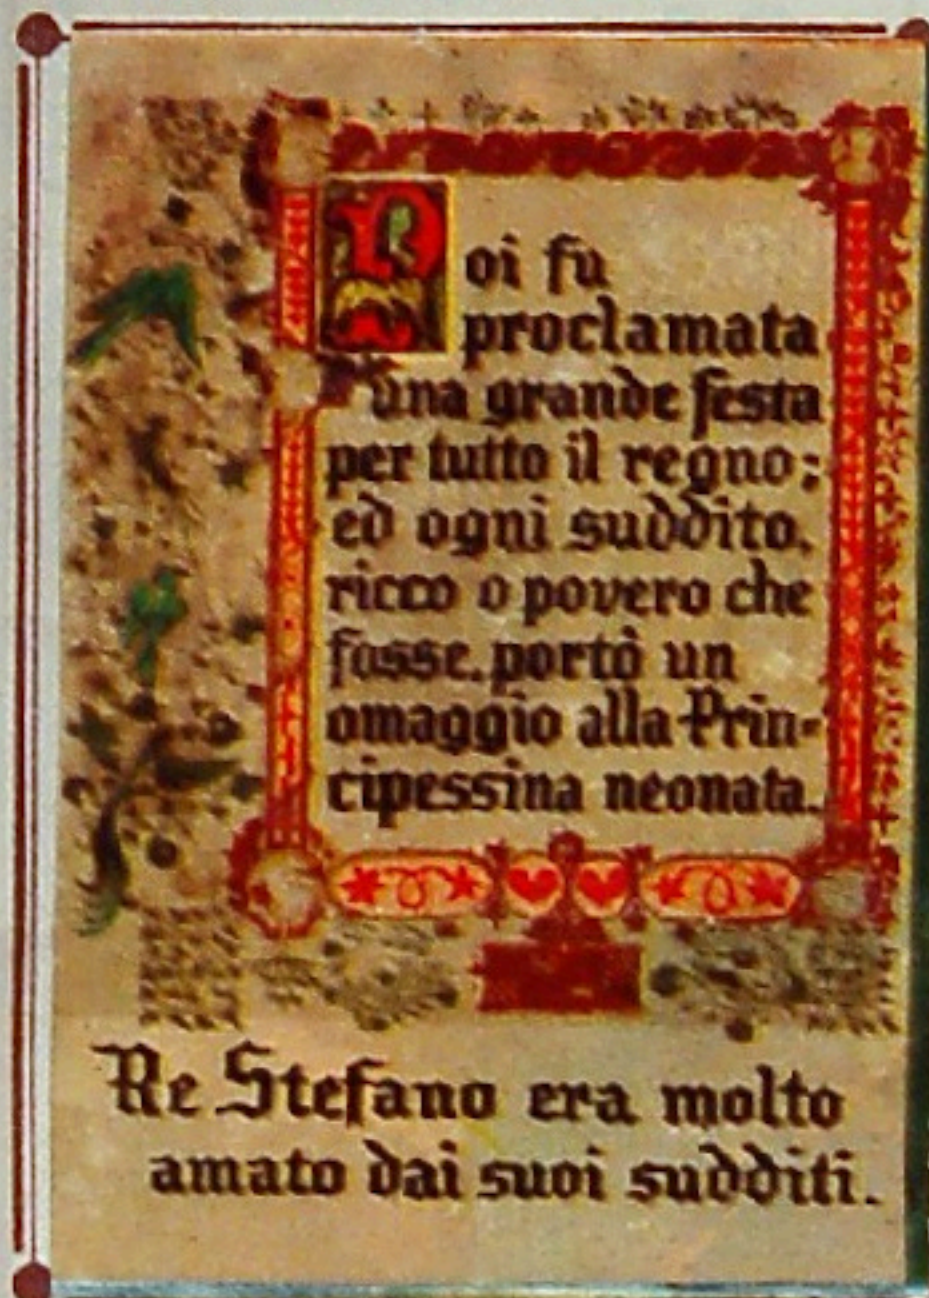 Poi fu
proclamata
una grande festa
per tutto il regno;
ed ogni suddito,
ricco o povero che
fosse, portò un
omaggio alla Prin-
cipessina neonata.
Re Stefano era molto
amato dai suoi sudditi.